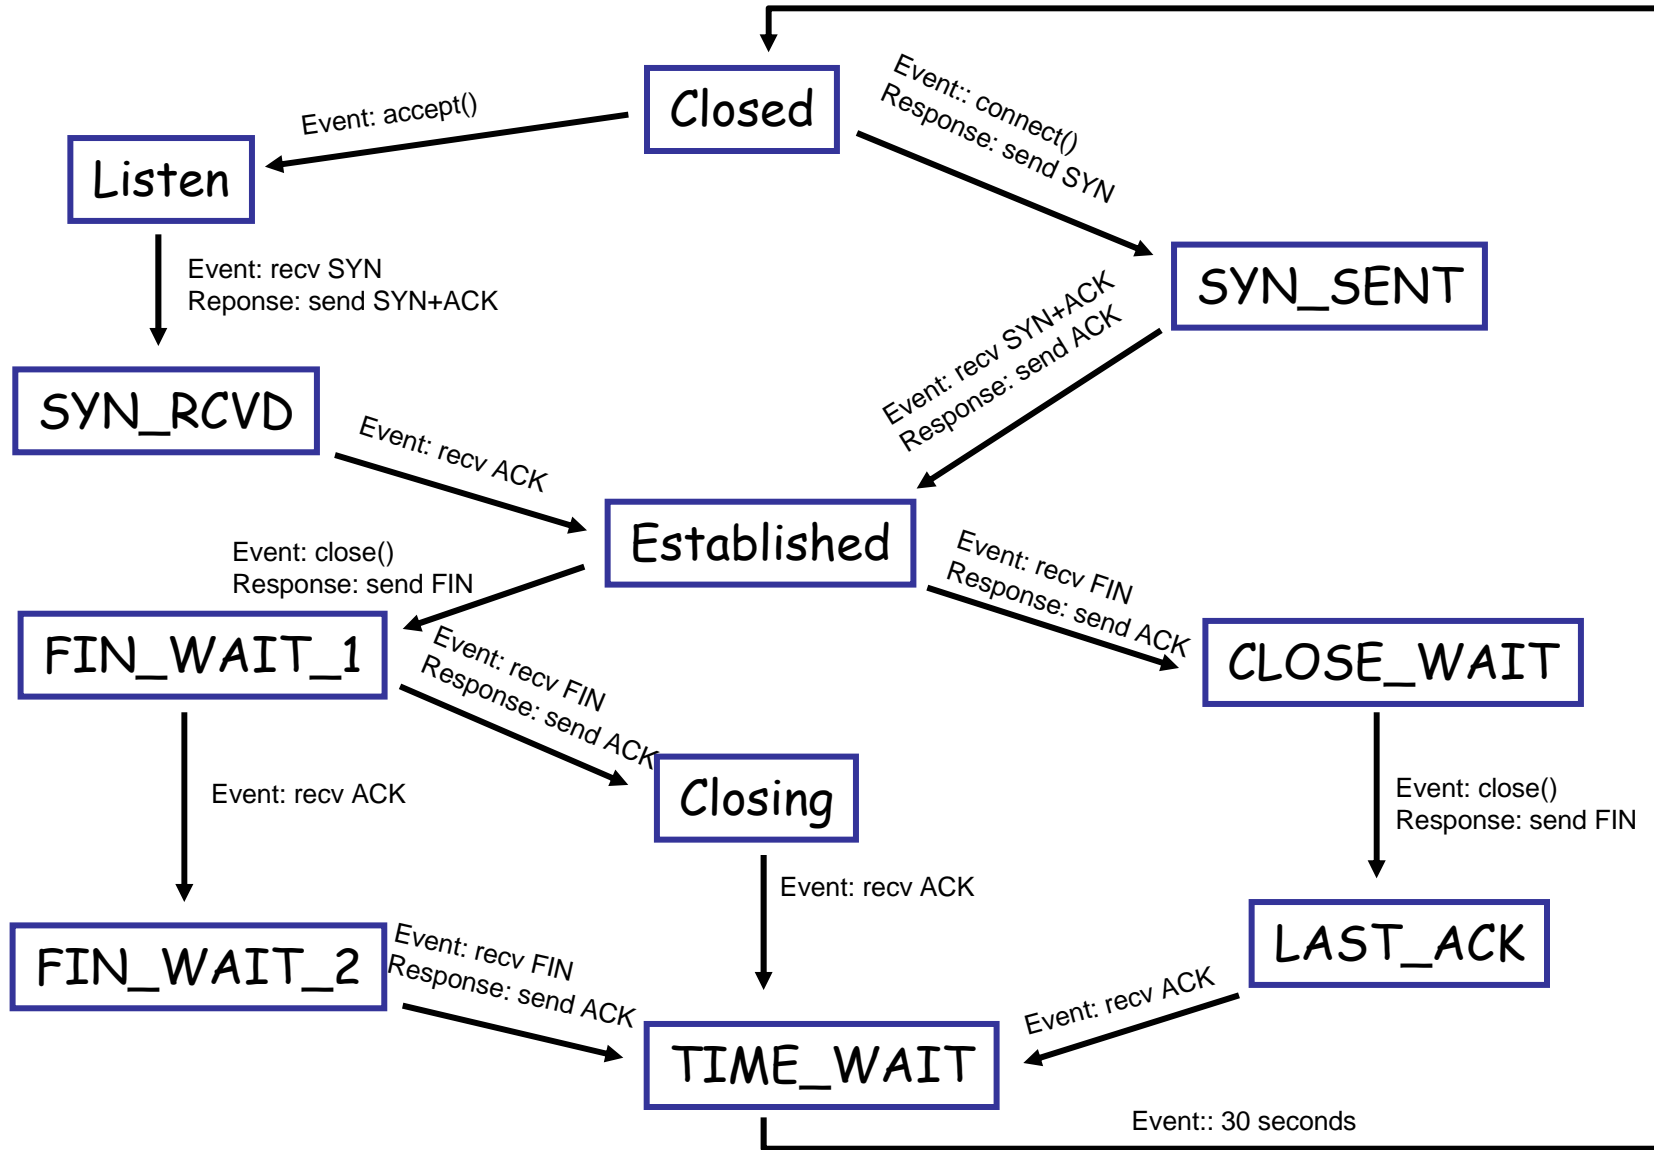 Closed
Event: accept()
Event:: connect()
Response: send SYN
Listen
Event: recv SYN
Reponse: send SYN+ACK
SYN_SENT
Event: recv SYN+ACK
Response: send ACK
SYN_RCVD
Event: recv ACK
Established
Event: close()
Response: send FIN
Event: recv FIN
Response: send ACK
FIN_WAIT_1
Event: recv FIN
Response: send ACK
CLOSE_WAIT
Event: recv ACK
Closing
Event: close()
Response: send FIN
Event: recv ACK
FIN_WAIT_2
Event: recv FIN
Response: send ACK
LAST_ACK
Event: recv ACK
TIME_WAIT
Event:: 30 seconds